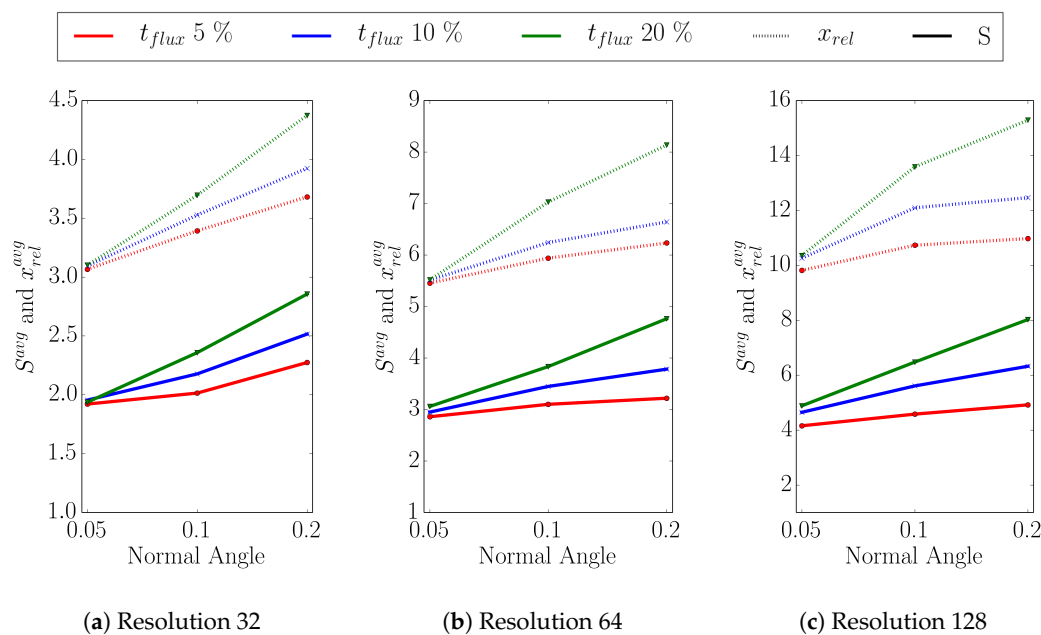 t_flux 5 % t_flux 10 % t_flux 20 % x_rel S
S^avg and x_rel^avg
4.5
4.0
3.5
3.0
2.5
2.0
1.5
1.0
0.05 0.1 0.2
Normal Angle
(a) Resolution 32
S^avg and x_rel^avg
9
8
7
6
5
4
3
2
1
0.05 0.1 0.2
Normal Angle
(b) Resolution 64
S^avg and x_rel^avg
16
14
12
10
8
6
4
2
0.05 0.1 0.2
Normal Angle
(c) Resolution 128